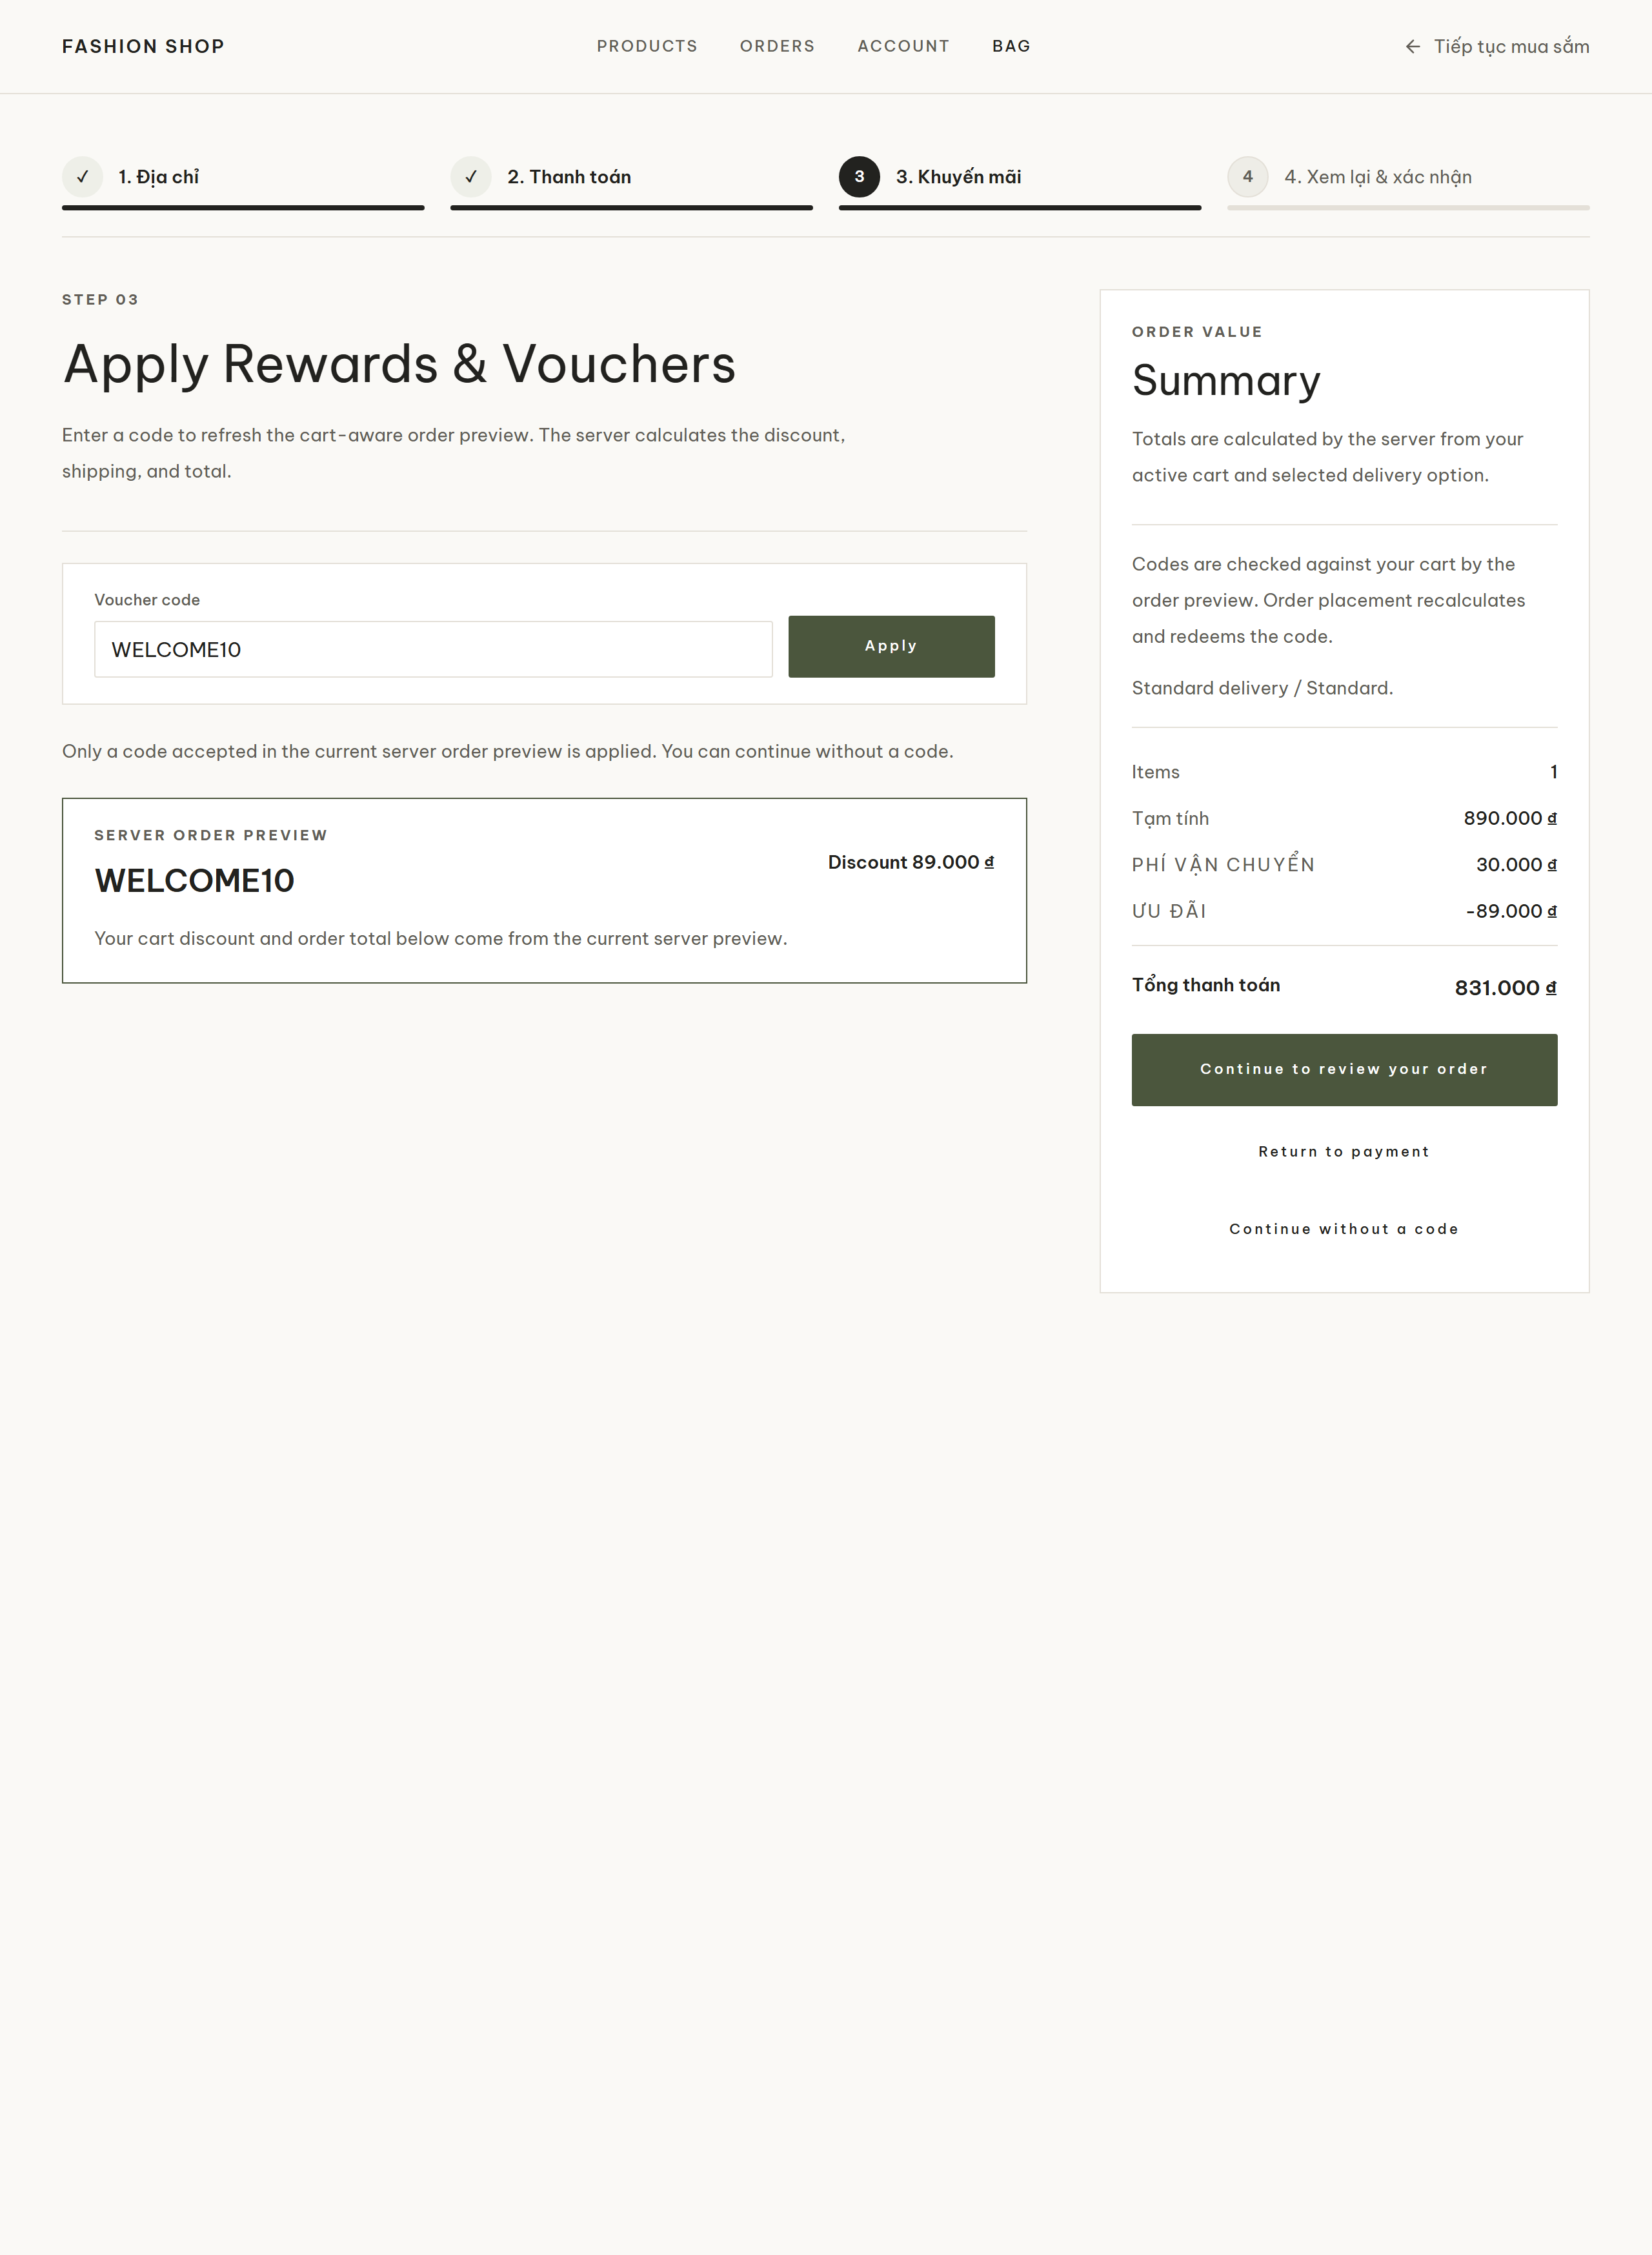 FASHION SHOP
PRODUCTS
ORDERS
ACCOUNT
BAG
← Tiếp tục mua sắm
✓ 1. Địa chỉ
✓ 2. Thanh toán
3 3. Khuyến mãi
4 4. Xem lại & xác nhận
STEP 03
Apply Rewards & Vouchers
Enter a code to refresh the cart-aware order preview. The server calculates the discount,
shipping, and total.
Voucher code
WELCOME10
Apply
Only a code accepted in the current server order preview is applied. You can continue without a code.
SERVER ORDER PREVIEW
WELCOME10
Discount 89.000 ₫
Your cart discount and order total below come from the current server preview.
ORDER VALUE
Summary
Totals are calculated by the server from your
active cart and selected delivery option.
Codes are checked against your cart by the
order preview. Order placement recalculates
and redeems the code.
Standard delivery / Standard.
Items 1
Tạm tính 890.000 ₫
PHÍ VẬN CHUYỂN 30.000 ₫
ƯU ĐÃI -89.000 ₫
Tổng thanh toán 831.000 ₫
Continue to review your order
Return to payment
Continue without a code